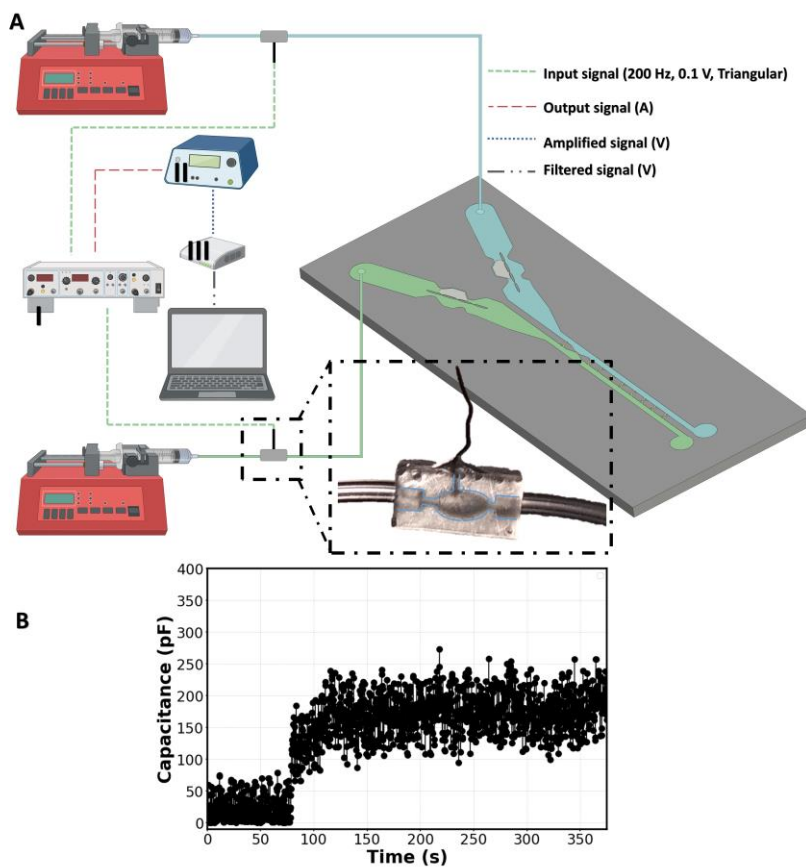 A
Input signal (200 Hz, 0.1 V, Triangular)
Output signal (A)
Amplified signal (V)
Filtered signal (V)
B
400
350
300
250
200
150
100
50
0
Capacitance (pF)
0 50 100 150 200 250 300 350
Time (s)